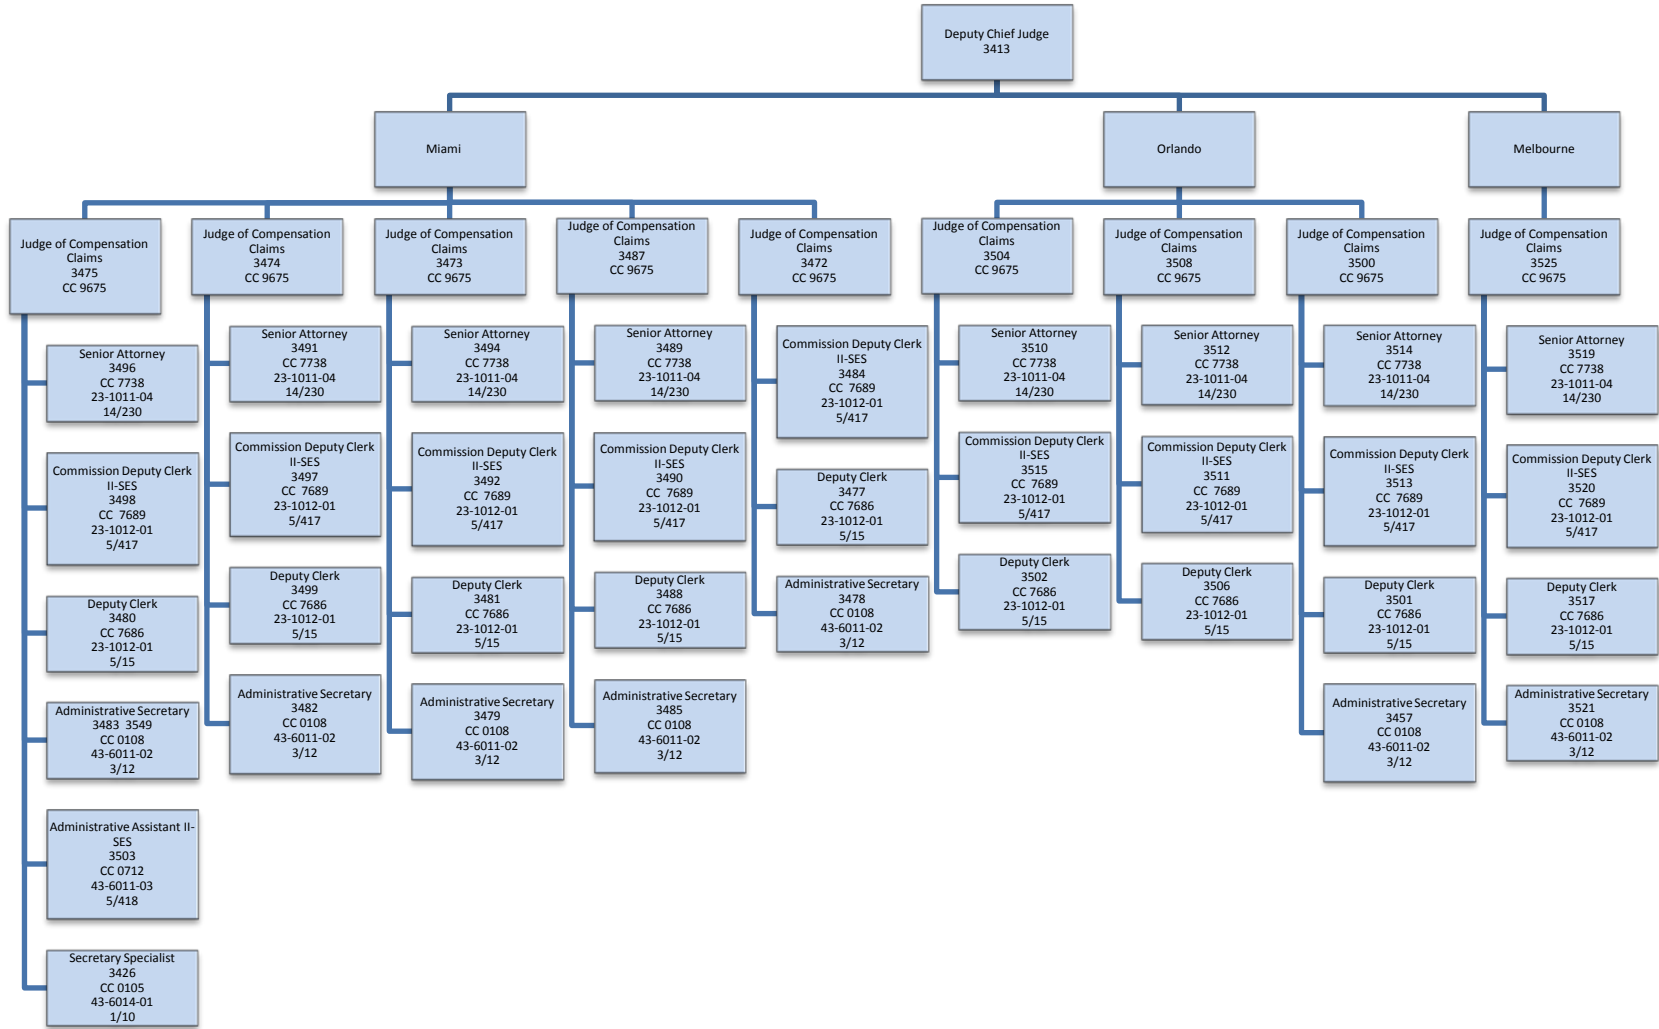 Deputy Chief Judge
3413
Miami
Orlando
Melbourne
Judge of Compensation
Claims
3475
CC 9675
Judge of Compensation
Claims
3474
CC 9675
Judge of Compensation
Claims
3473
CC 9675
Judge of Compensation
Claims
3487
CC 9675
Judge of Compensation
Claims
3472
CC 9675
Judge of Compensation
Claims
3504
CC 9675
Judge of Compensation
Claims
3508
CC 9675
Judge of Compensation
Claims
3500
CC 9675
Judge of Compensation
Claims
3525
CC 9675
Senior Attorney
3496
CC 7738
23-1011-04
14/230
Commission Deputy Clerk
II-SES
3498
CC 7689
23-1012-01
5/417
Deputy Clerk
3480
CC 7686
23-1012-01
5/15
Administrative Secretary
3483 3549
CC 0108
43-6011-02
3/12
Administrative Assistant II-
SES
3503
CC 0712
43-6011-03
5/418
Secretary Specialist
3426
CC 0105
43-6014-01
1/10
Senior Attorney
3491
CC 7738
23-1011-04
14/230
Commission Deputy Clerk
II-SES
3497
CC 7689
23-1012-01
5/417
Deputy Clerk
3499
CC 7686
23-1012-01
5/15
Administrative Secretary
3482
CC 0108
43-6011-02
3/12
Senior Attorney
3494
CC 7738
23-1011-04
14/230
Commission Deputy Clerk
II-SES
3492
CC 7689
23-1012-01
5/417
Deputy Clerk
3481
CC 7686
23-1012-01
5/15
Administrative Secretary
3479
CC 0108
43-6011-02
3/12
Senior Attorney
3489
CC 7738
23-1011-04
14/230
Commission Deputy Clerk
II-SES
3490
CC 7689
23-1012-01
5/417
Deputy Clerk
3488
CC 7686
23-1012-01
5/15
Administrative Secretary
3485
CC 0108
43-6011-02
3/12
Commission Deputy Clerk
II-SES
3484
CC 7689
23-1012-01
5/417
Deputy Clerk
3477
CC 7686
23-1012-01
5/15
Administrative Secretary
3478
CC 0108
43-6011-02
3/12
Senior Attorney
3510
CC 7738
23-1011-04
14/230
Commission Deputy Clerk
II-SES
3515
CC 7689
23-1012-01
5/417
Deputy Clerk
3502
CC 7686
23-1012-01
5/15
Senior Attorney
3512
CC 7738
23-1011-04
14/230
Commission Deputy Clerk
II-SES
3511
CC 7689
23-1012-01
5/417
Deputy Clerk
3506
CC 7686
23-1012-01
5/15
Senior Attorney
3514
CC 7738
23-1011-04
14/230
Commission Deputy Clerk
II-SES
3513
CC 7689
23-1012-01
5/417
Deputy Clerk
3501
CC 7686
23-1012-01
5/15
Administrative Secretary
3457
CC 0108
43-6011-02
3/12
Senior Attorney
3519
CC 7738
23-1011-04
14/230
Commission Deputy Clerk
II-SES
3520
CC 7689
23-1012-01
5/417
Deputy Clerk
3517
CC 7686
23-1012-01
5/15
Administrative Secretary
3521
CC 0108
43-6011-02
3/12